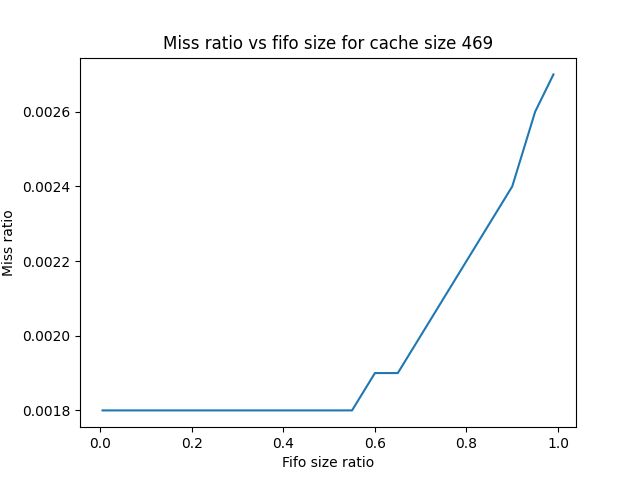 Miss ratio vs fifo size for cache size 469
0.0026
0.0024
0.0022
0.0020
0.0018
Miss ratio
0.0 0.2 0.4 0.6 0.8 1.0
Fifo size ratio